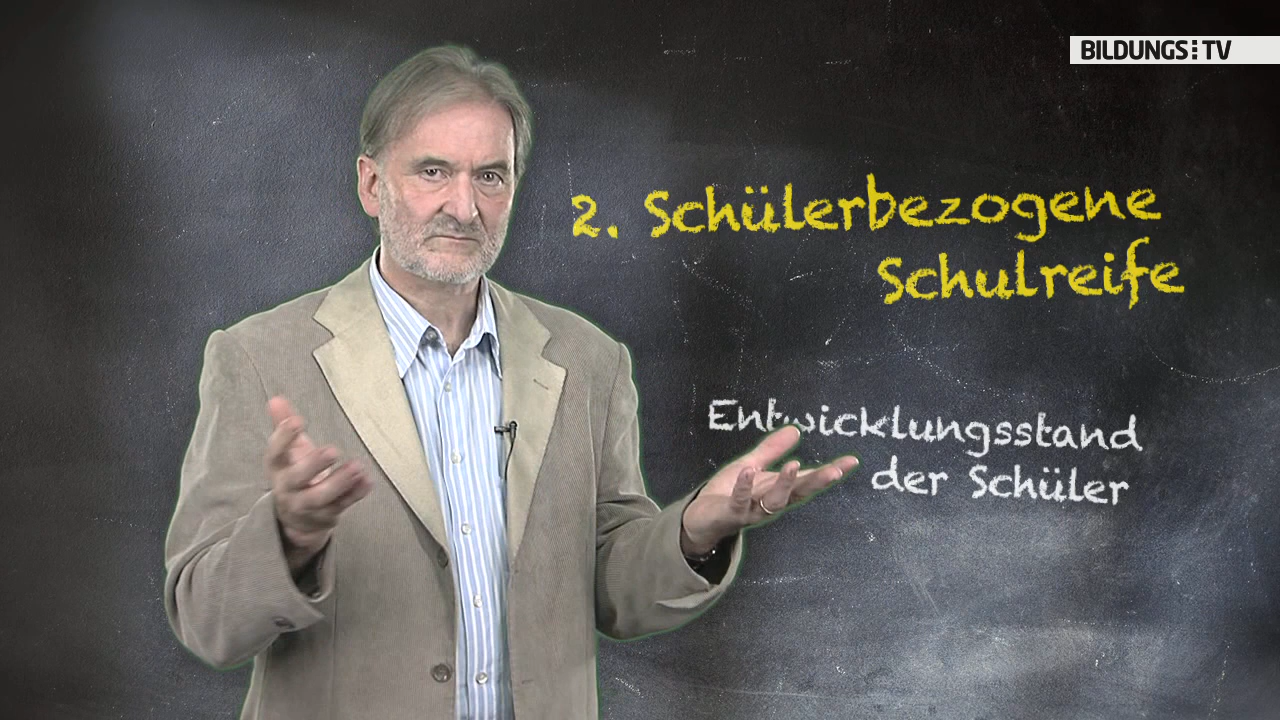 BILDUNGS:TV
2. Schülerbezogene
Schulreife
Entwicklungsstand
der Schüler